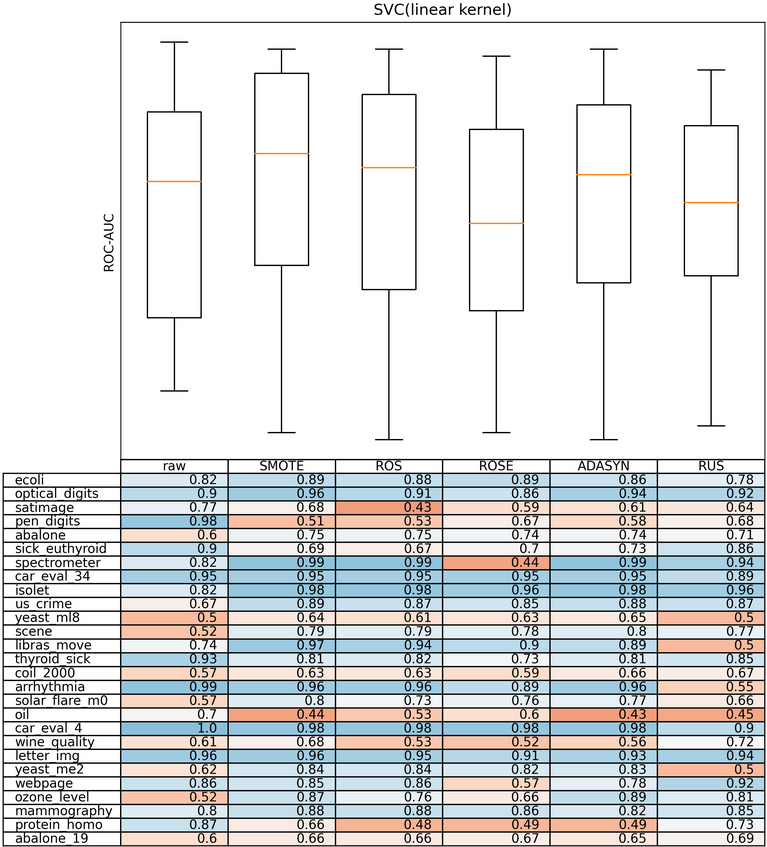 SVC(linear kernel)
ROC-AUC
raw SMOTE ROS ROSE ADASYN RUS
ecoli 0.82 0.89 0.88 0.89 0.86 0.78
optical_digits 0.9 0.96 0.91 0.86 0.94 0.92
satimage 0.77 0.68 0.43 0.59 0.61 0.64
pen_digits 0.98 0.51 0.53 0.67 0.58 0.68
abalone 0.6 0.75 0.75 0.74 0.74 0.71
sick_euthyroid 0.9 0.69 0.67 0.7 0.73 0.86
spectrometer 0.82 0.99 0.99 0.44 0.99 0.94
car_eval_34 0.95 0.95 0.95 0.95 0.95 0.89
isolet 0.82 0.98 0.98 0.96 0.98 0.96
us_crime 0.67 0.89 0.87 0.85 0.88 0.87
yeast_ml8 0.5 0.64 0.61 0.63 0.65 0.5
scene 0.52 0.79 0.79 0.78 0.8 0.77
libras_move 0.74 0.97 0.94 0.9 0.89 0.5
thyroid_sick 0.93 0.81 0.82 0.73 0.81 0.85
coil_2000 0.57 0.63 0.63 0.59 0.66 0.67
arrhythmia 0.99 0.96 0.96 0.89 0.96 0.55
solar_flare_m0 0.57 0.8 0.73 0.76 0.77 0.66
oil 0.7 0.44 0.53 0.6 0.43 0.45
car_eval_4 1.0 0.98 0.98 0.98 0.98 0.9
wine_quality 0.61 0.68 0.53 0.52 0.56 0.72
letter_img 0.96 0.96 0.95 0.91 0.93 0.94
yeast_me2 0.62 0.84 0.84 0.82 0.83 0.5
webpage 0.86 0.85 0.86 0.57 0.78 0.92
ozone_level 0.52 0.87 0.76 0.66 0.89 0.81
mammography 0.8 0.88 0.88 0.86 0.82 0.85
protein_homo 0.87 0.66 0.48 0.49 0.49 0.73
abalone_19 0.6 0.66 0.66 0.67 0.65 0.69